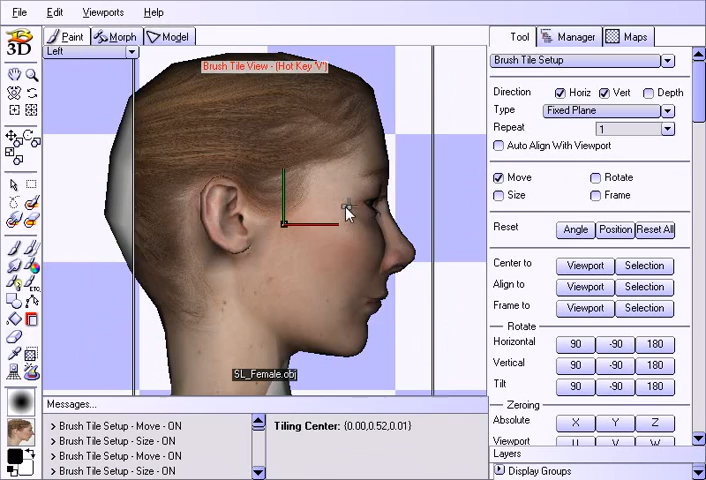 File Edit Viewports Help
3D
Paint Morph Model
Left
Brush Tile View - (Hot Key 'V')
SL_Female.obj
ETC
Messages...
> Brush Tile Setup - Move - ON
> Brush Tile Setup - Size - ON
> Brush Tile Setup - Move - ON
> Brush Tile Setup - Size - ON
Tiling Center: {0.00,0.52,0.01}
Tool Manager Maps
Brush Tile Setup
Direction Horiz Vert Depth
Type Fixed Plane
Repeat 1
Auto Align With Viewport
Move Rotate
Size Frame
Reset Angle Position Reset All
Center to Viewport Selection
Align to Viewport Selection
Frame to Viewport Selection
Rotate
Horizontal 90 -90 180
Vertical 90 -90 180
Tilt 90 -90 180
Zeroing
Absolute X Y Z
Viewport U V W
Layers
Display Groups